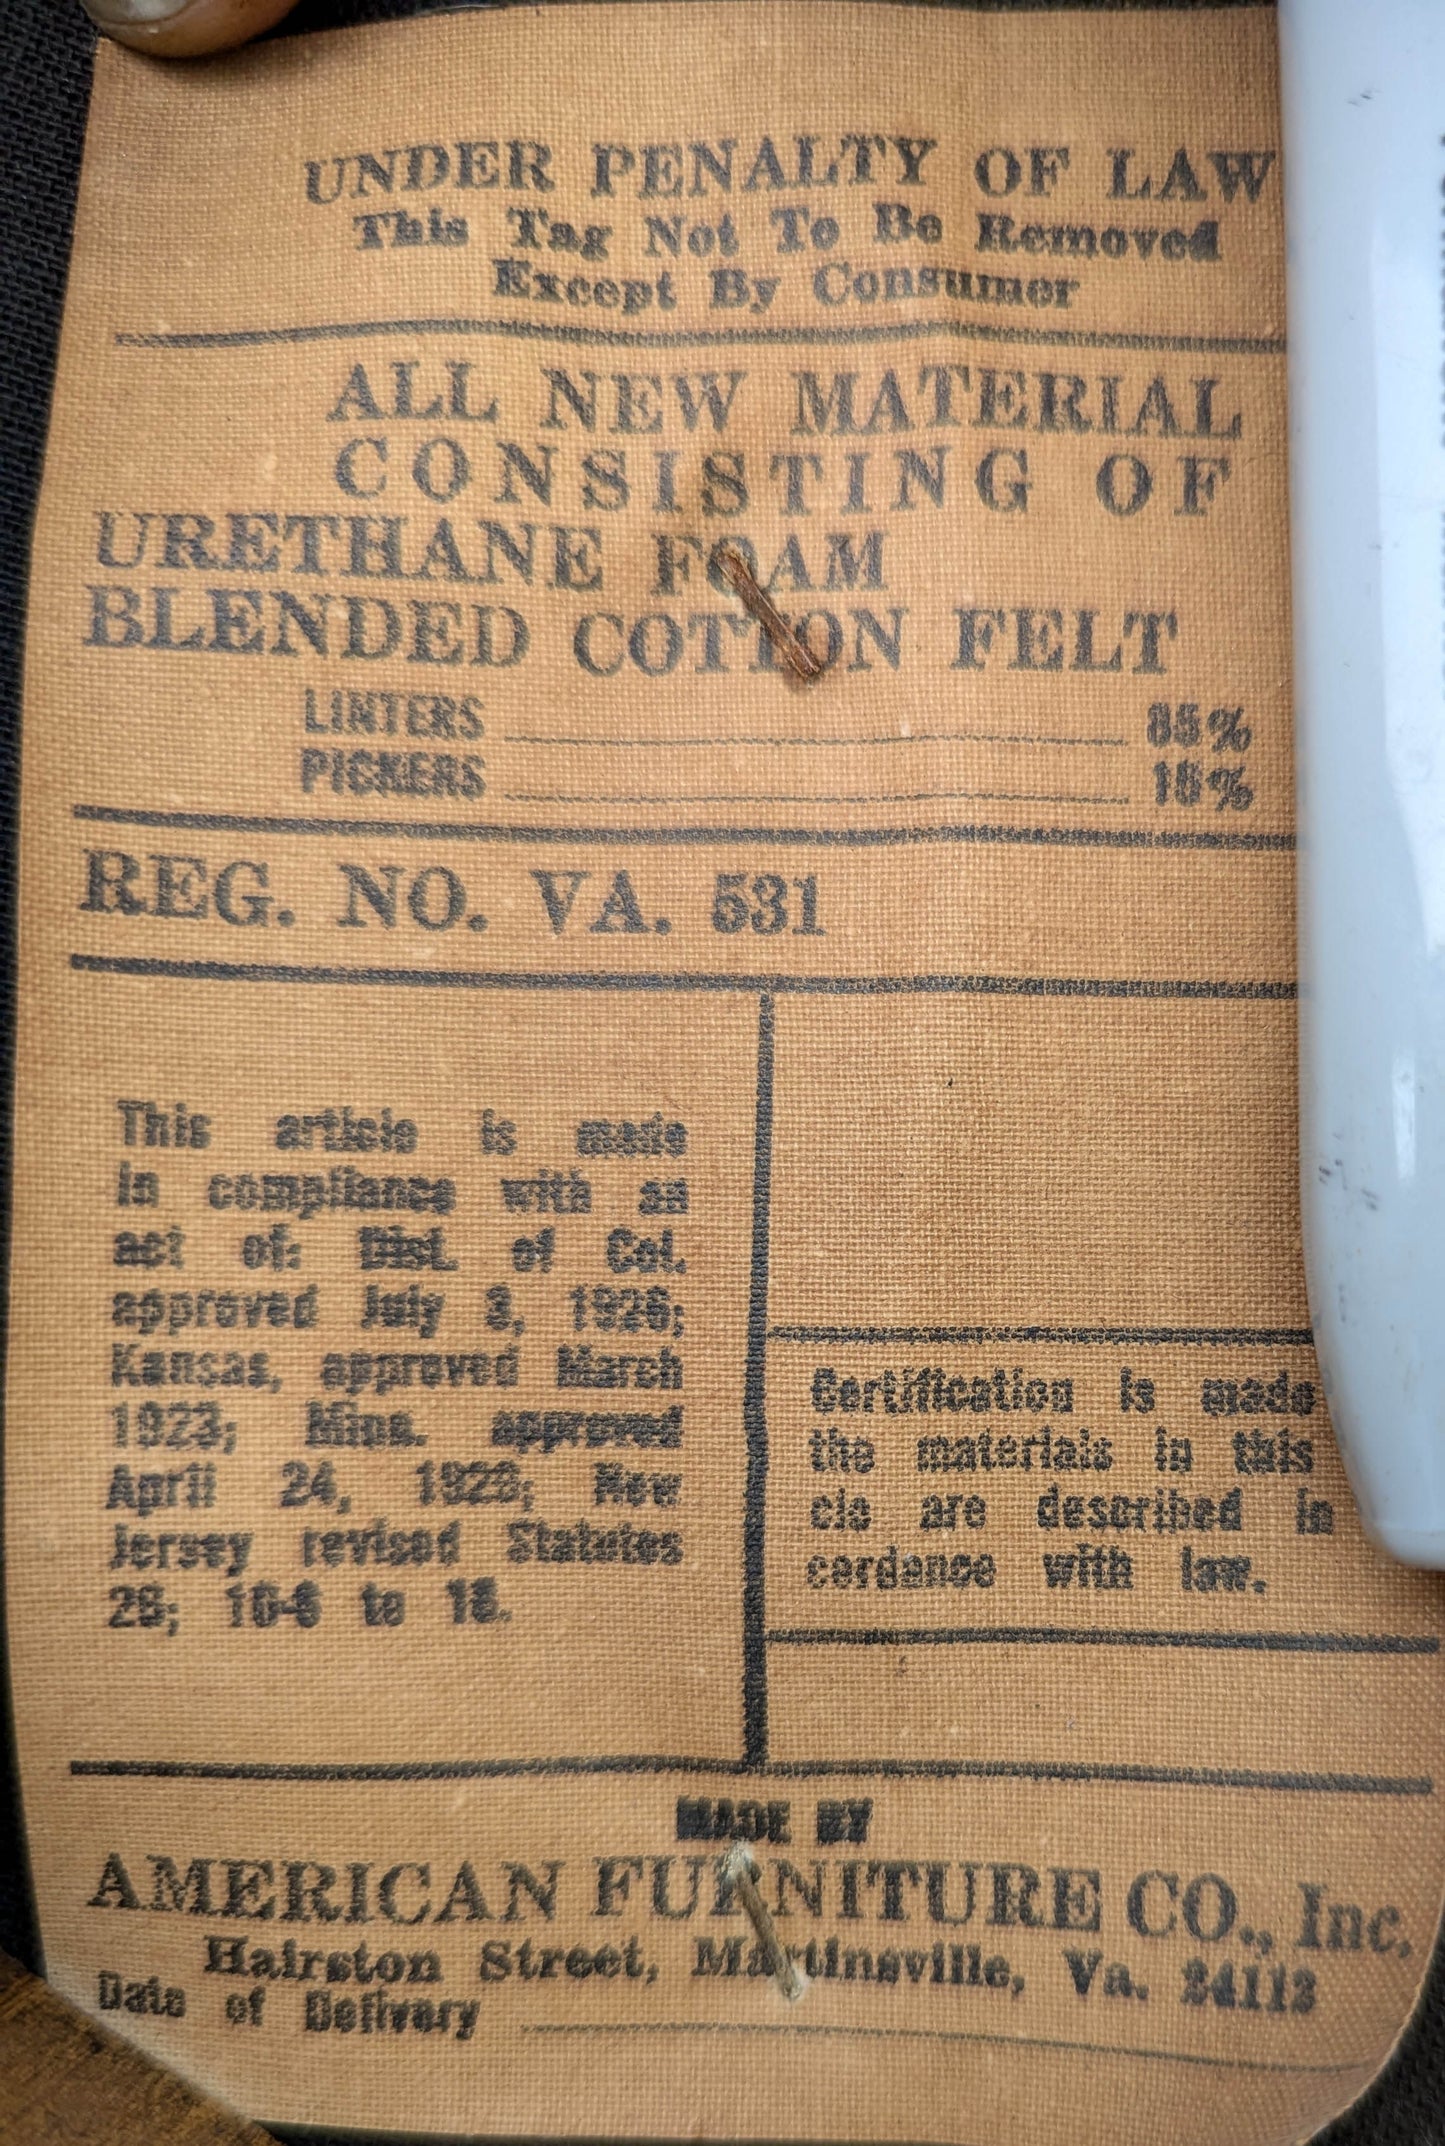 UNDER PENALTY OF LAW
This Tag Not To Be Removed
Except By Consumer
ALL NEW MATERIAL
CONSISTING OF
URETHANE FOAM
BLENDED COTTON FELT
LINTERS 85%
PICKERS 15%
REG. NO. VA. 531
This article is made
in compliance with an
act of: Dist. of Col.
approved July 3, 1926;
Kansas, approved March
1923; Minn. approved
April 24, 1929; New
Jersey revised Statutes
26; 10-6 to 18.
Certification is made
the materials in this
cle are described in
cordance with law.
MADE BY
AMERICAN FURNITURE CO., Inc.
Hairston Street, Martinsville, Va. 24112
Date of Delivery